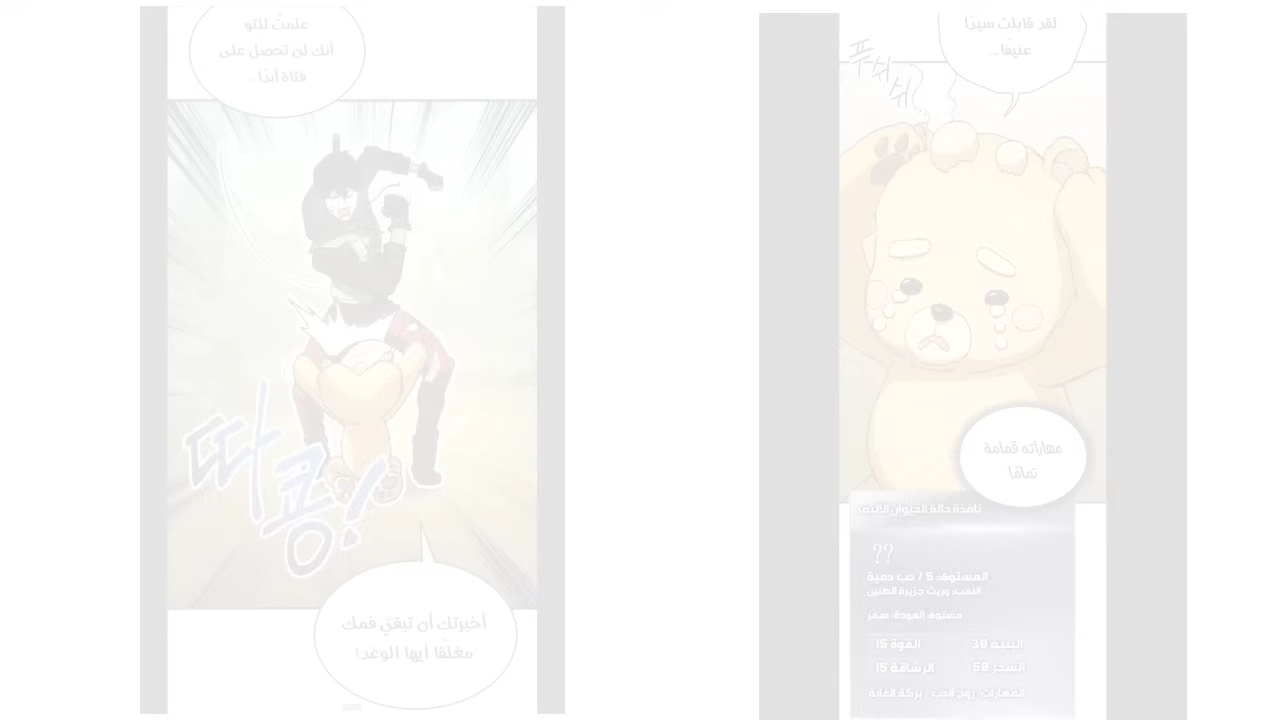 علمتُ للتو
أنك لن تحصل على
فتاة أبدًا...
따콩!
أخبرتك أن تبقي فمك
مغلقًا أيها الوغد!
لقد قابلت سيدًا
عنيفًا...
푸쉬쉬
مهاراته قمامة
تمامًا
نافذة حالة الحيوان الأليف
??
المستوى: 5 / دب دمية
اللقب: وريث جزيرة الطنين
مستوى المودة: صفر
البنية 38
القوة 15
السحر 58
الرشاقة 15
المهارات: روح الدب، بركة الغابة